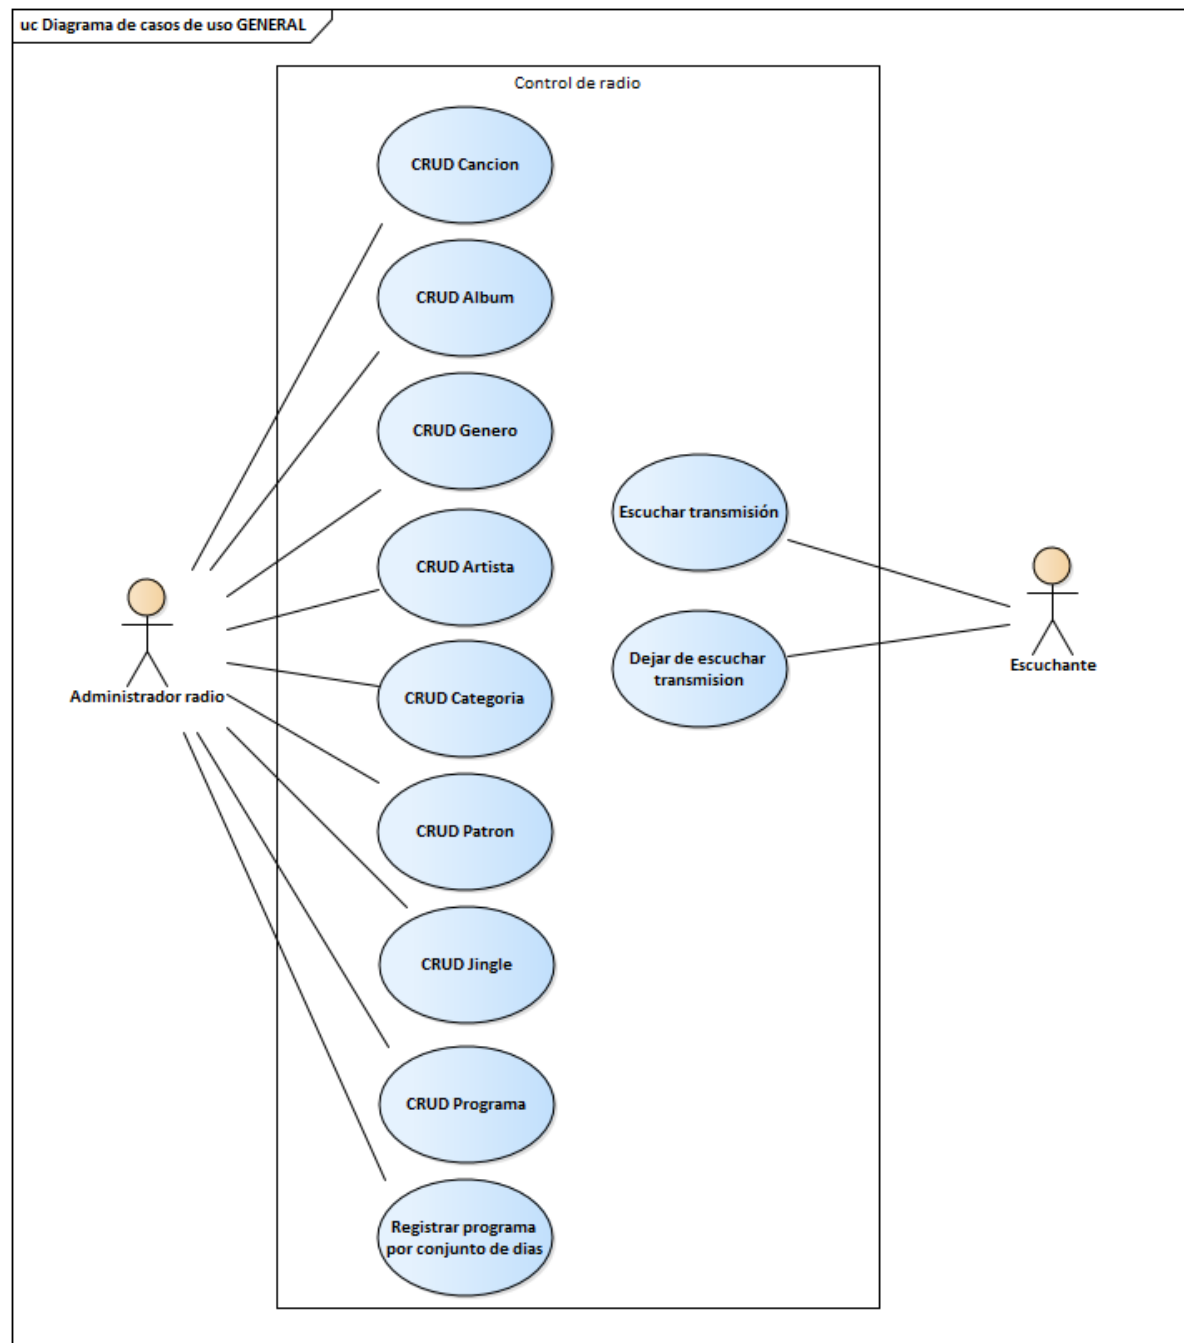 uc Diagrama de casos de uso GENERAL
Control de radio
CRUD Cancion
CRUD Album
CRUD Genero
CRUD Artista
CRUD Categoria
CRUD Patron
CRUD Jingle
CRUD Programa
Registrar programa
por conjunto de dias
Escuchar transmisión
Dejar de escuchar
transmision
Administrador radio
Escuchante